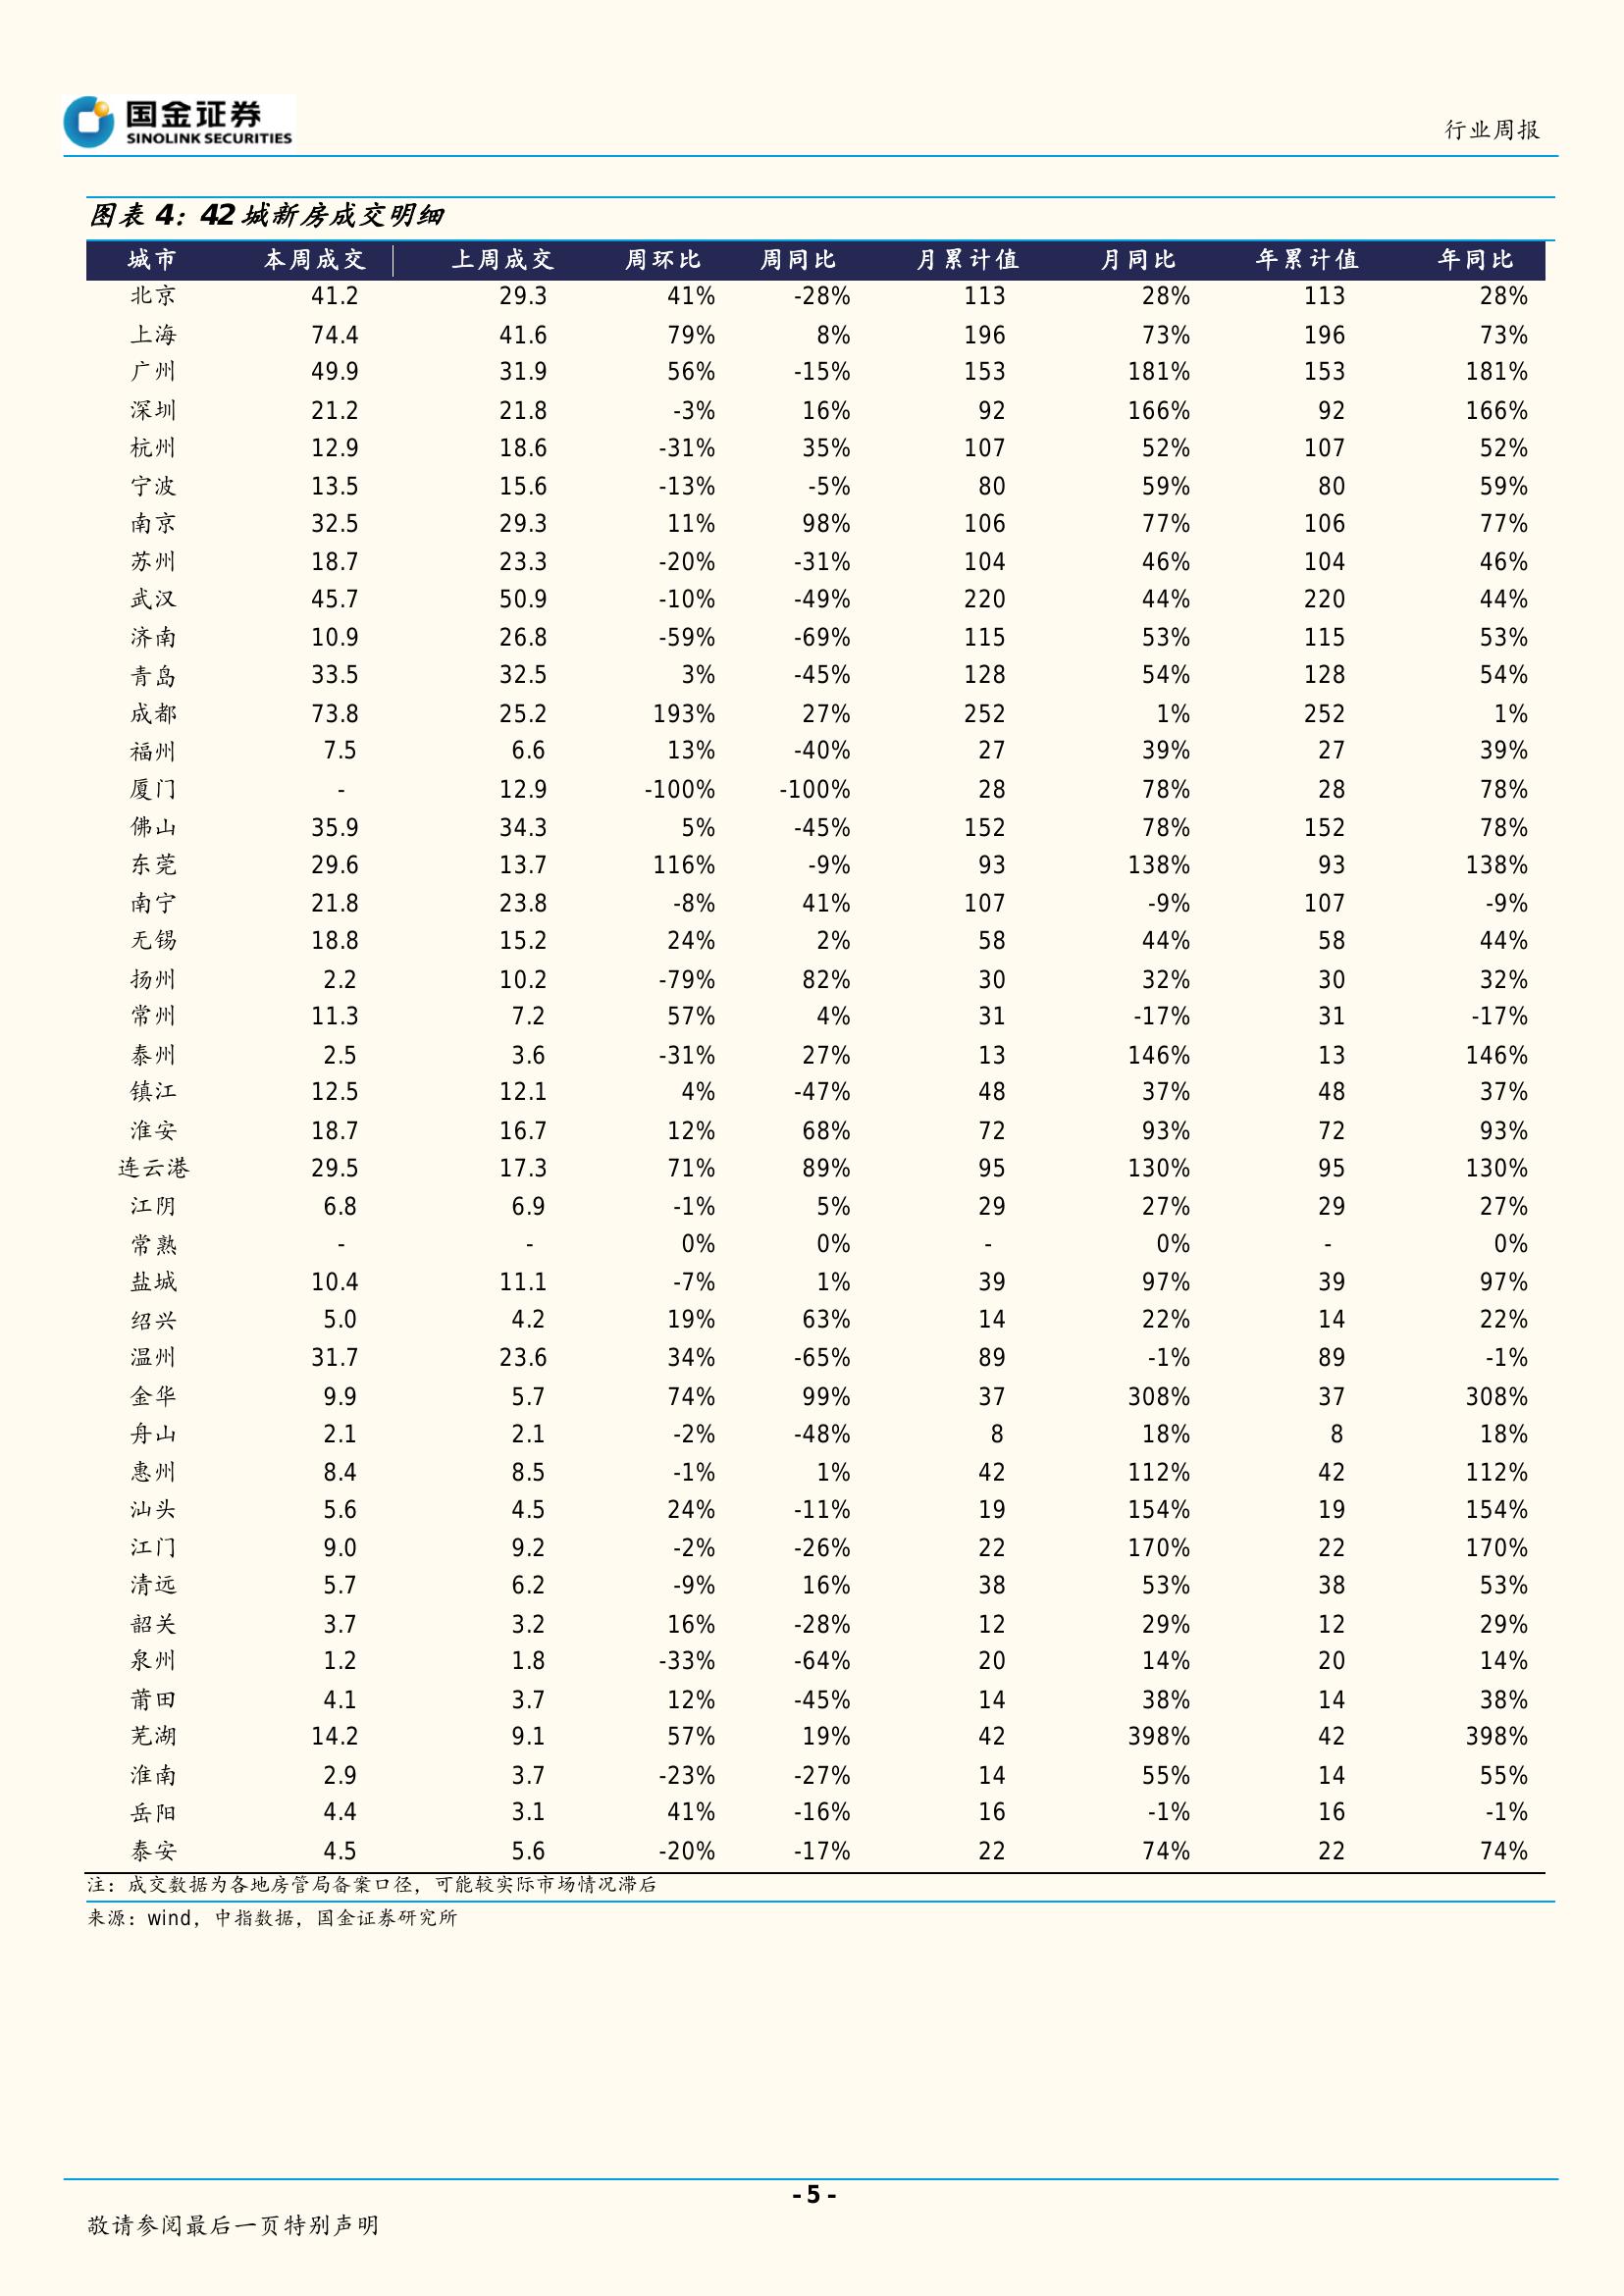 国金证券
SINOLINK SECURITIES
行业周报
图表 4：42 城新房成交明细
城市 本周成交 上周成交 周环比 周同比 月累计值 月同比 年累计值 年同比
北京 41.2 29.3 41% -28% 113 28% 113 28%
上海 74.4 41.6 79% 8% 196 73% 196 73%
广州 49.9 31.9 56% -15% 153 181% 153 181%
深圳 21.2 21.8 -3% 16% 92 166% 92 166%
杭州 12.9 18.6 -31% 35% 107 52% 107 52%
宁波 13.5 15.6 -13% -5% 80 59% 80 59%
南京 32.5 29.3 11% 98% 106 77% 106 77%
苏州 18.7 23.3 -20% -31% 104 46% 104 46%
武汉 45.7 50.9 -10% -49% 220 44% 220 44%
济南 10.9 26.8 -59% -69% 115 53% 115 53%
青岛 33.5 32.5 3% -45% 128 54% 128 54%
成都 73.8 25.2 193% 27% 252 1% 252 1%
福州 7.5 6.6 13% -40% 27 39% 27 39%
厦门 - 12.9 -100% -100% 28 78% 28 78%
佛山 35.9 34.3 5% -45% 152 78% 152 78%
东莞 29.6 13.7 116% -9% 93 138% 93 138%
南宁 21.8 23.8 -8% 41% 107 -9% 107 -9%
无锡 18.8 15.2 24% 2% 58 44% 58 44%
扬州 2.2 10.2 -79% 82% 30 32% 30 32%
常州 11.3 7.2 57% 4% 31 -17% 31 -17%
泰州 2.5 3.6 -31% 27% 13 146% 13 146%
镇江 12.5 12.1 4% -47% 48 37% 48 37%
淮安 18.7 16.7 12% 68% 72 93% 72 93%
连云港 29.5 17.3 71% 89% 95 130% 95 130%
江阴 6.8 6.9 -1% 5% 29 27% 29 27%
常熟 - - 0% 0% - 0% - 0%
盐城 10.4 11.1 -7% 1% 39 97% 39 97%
绍兴 5.0 4.2 19% 63% 14 22% 14 22%
温州 31.7 23.6 34% -65% 89 -1% 89 -1%
金华 9.9 5.7 74% 99% 37 308% 37 308%
舟山 2.1 2.1 -2% -48% 8 18% 8 18%
惠州 8.4 8.5 -1% 1% 42 112% 42 112%
汕头 5.6 4.5 24% -11% 19 154% 19 154%
江门 9.0 9.2 -2% -26% 22 170% 22 170%
清远 5.7 6.2 -9% 16% 38 53% 38 53%
韶关 3.7 3.2 16% -28% 12 29% 12 29%
泉州 1.2 1.8 -33% -64% 20 14% 20 14%
莆田 4.1 3.7 12% -45% 14 38% 14 38%
芜湖 14.2 9.1 57% 19% 42 398% 42 398%
淮南 2.9 3.7 -23% -27% 14 55% 14 55%
岳阳 4.4 3.1 41% -16% 16 -1% 16 -1%
泰安 4.5 5.6 -20% -17% 22 74% 22 74%
注：成交数据为各地房管局备案口径，可能较实际市场情况滞后
来源：wind，中指数据，国金证券研究所
- 5 -
敬请参阅最后一页特别声明